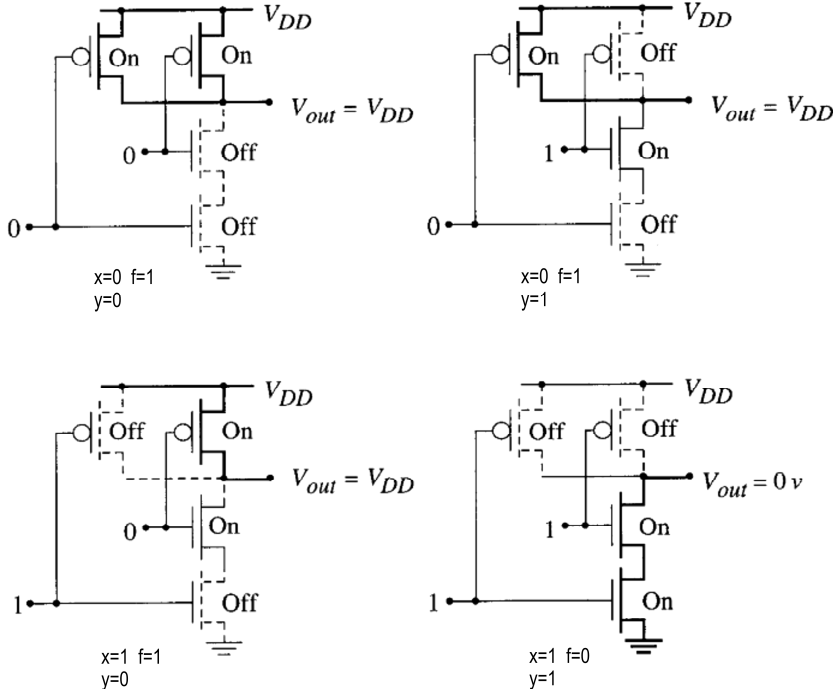 V_DD
On
On
V_out = V_DD
0
Off
0
Off
x=0 f=1
y=0
V_DD
On
Off
V_out = V_DD
1
On
0
Off
x=0 f=1
y=1
V_DD
Off
On
V_out = V_DD
0
On
1
Off
x=1 f=1
y=0
V_DD
Off
Off
V_out = 0 v
1
On
1
On
x=1 f=0
y=1